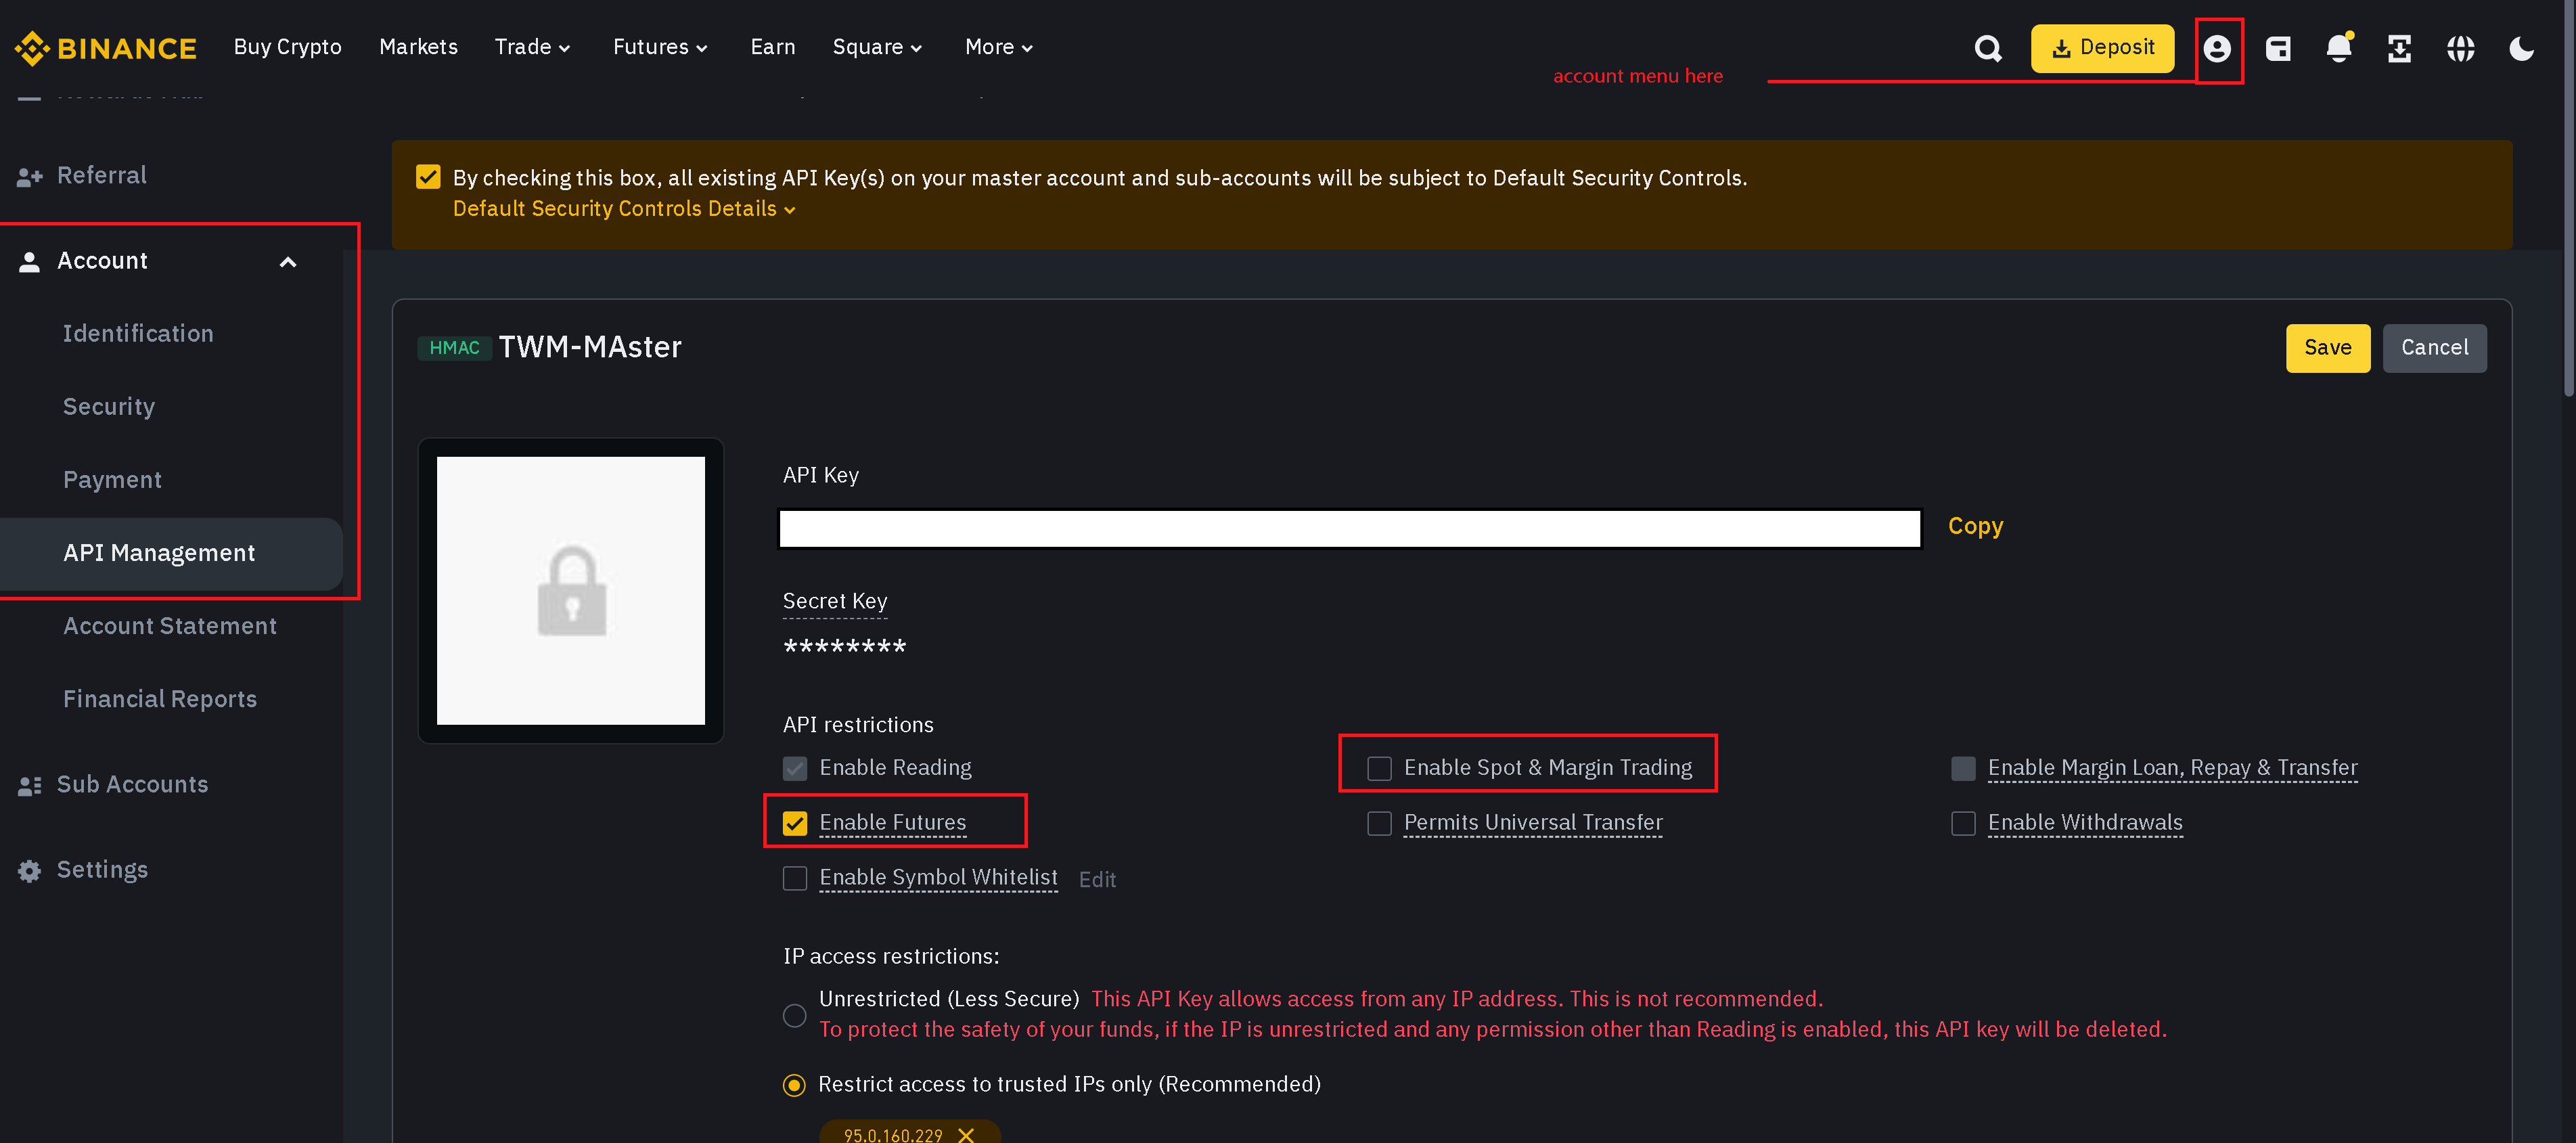 BINANCE
Buy Crypto
Markets
Trade
Futures
Earn
Square
More
Deposit
account menu here
Referral
Account
Identification
Security
Payment
API Management
Account Statement
Financial Reports
Sub Accounts
Settings
By checking this box, all existing API Key(s) on your master account and sub-accounts will be subject to Default Security Controls.
Default Security Controls Details
HMAC TWM-MAster
Save
Cancel
API Key
Copy
Secret Key
********
API restrictions
Enable Reading
Enable Spot & Margin Trading
Enable Margin Loan, Repay & Transfer
Enable Futures
Permits Universal Transfer
Enable Withdrawals
Enable Symbol Whitelist
Edit
IP access restrictions:
Unrestricted (Less Secure) This API Key allows access from any IP address. This is not recommended.
To protect the safety of your funds, if the IP is unrestricted and any permission other than Reading is enabled, this API key will be deleted.
Restrict access to trusted IPs only (Recommended)
95.0.160.229